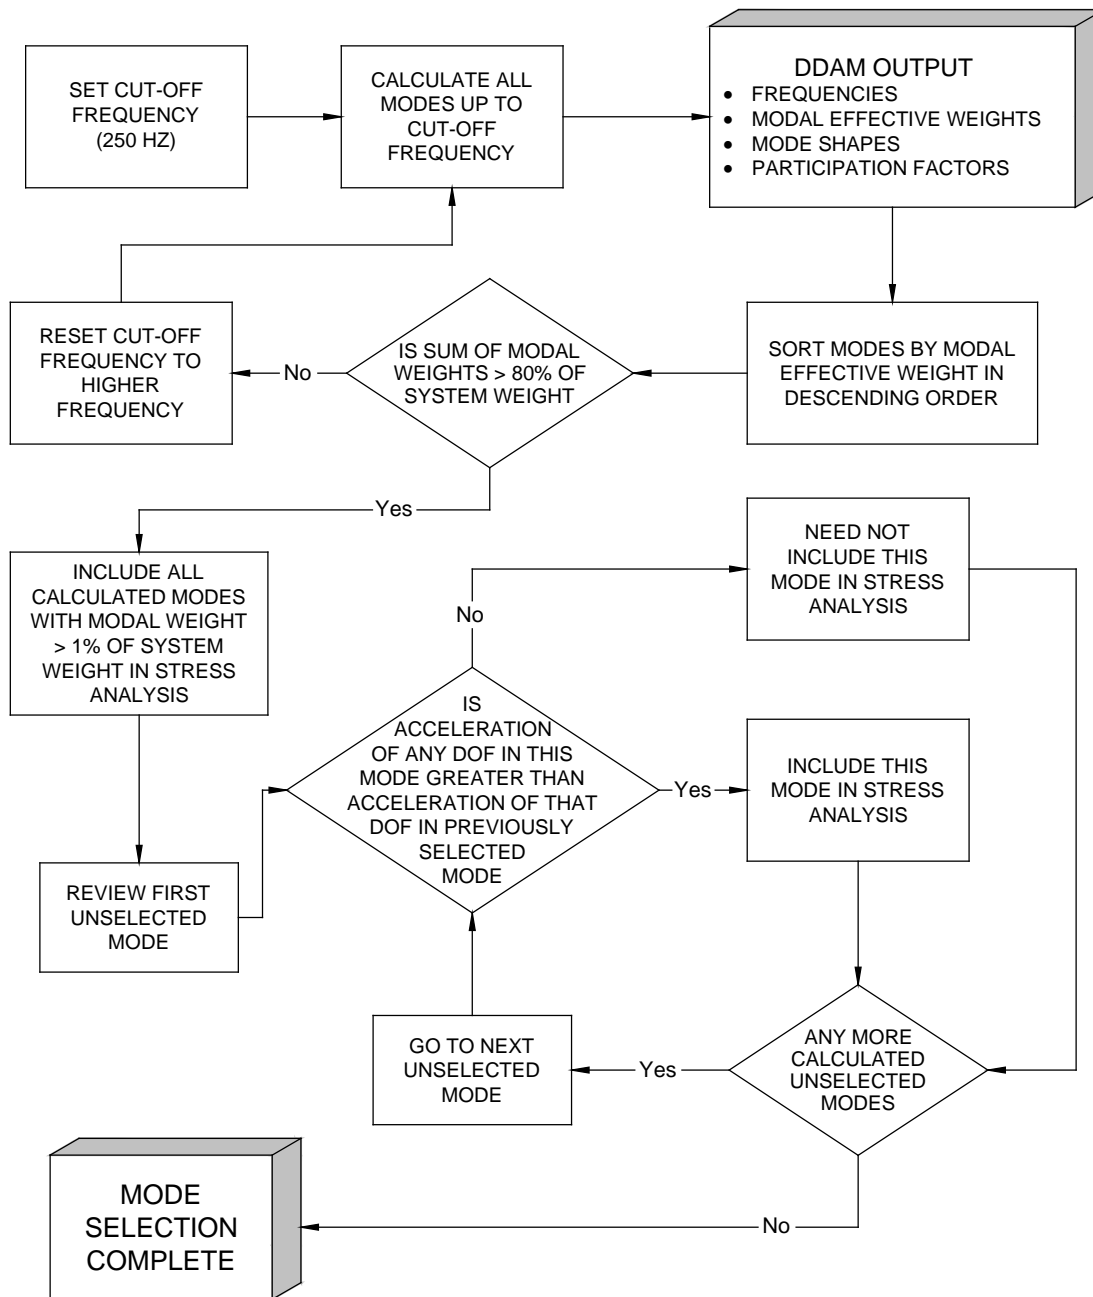 SET CUT-OFF
FREQUENCY
(250 HZ)
CALCULATE ALL
MODES UP TO
CUT-OFF
FREQUENCY
DDAM OUTPUT
• FREQUENCIES
• MODAL EFFECTIVE WEIGHTS
• MODE SHAPES
• PARTICIPATION FACTORS
SORT MODES BY MODAL
EFFECTIVE WEIGHT IN
DESCENDING ORDER
IS SUM OF MODAL
WEIGHTS > 80% OF
SYSTEM WEIGHT
No
RESET CUT-OFF
FREQUENCY TO
HIGHER
FREQUENCY
Yes
INCLUDE ALL
CALCULATED MODES
WITH MODAL WEIGHT
> 1% OF SYSTEM
WEIGHT IN STRESS
ANALYSIS
REVIEW FIRST
UNSELECTED
MODE
IS
ACCELERATION
OF ANY DOF IN THIS
MODE GREATER THAN
ACCELERATION OF THAT
DOF IN PREVIOUSLY
SELECTED
MODE
No
NEED NOT
INCLUDE THIS
MODE IN STRESS
ANALYSIS
Yes
INCLUDE THIS
MODE IN STRESS
ANALYSIS
ANY MORE
CALCULATED
UNSELECTED
MODES
Yes
GO TO NEXT
UNSELECTED
MODE
No
MODE
SELECTION
COMPLETE